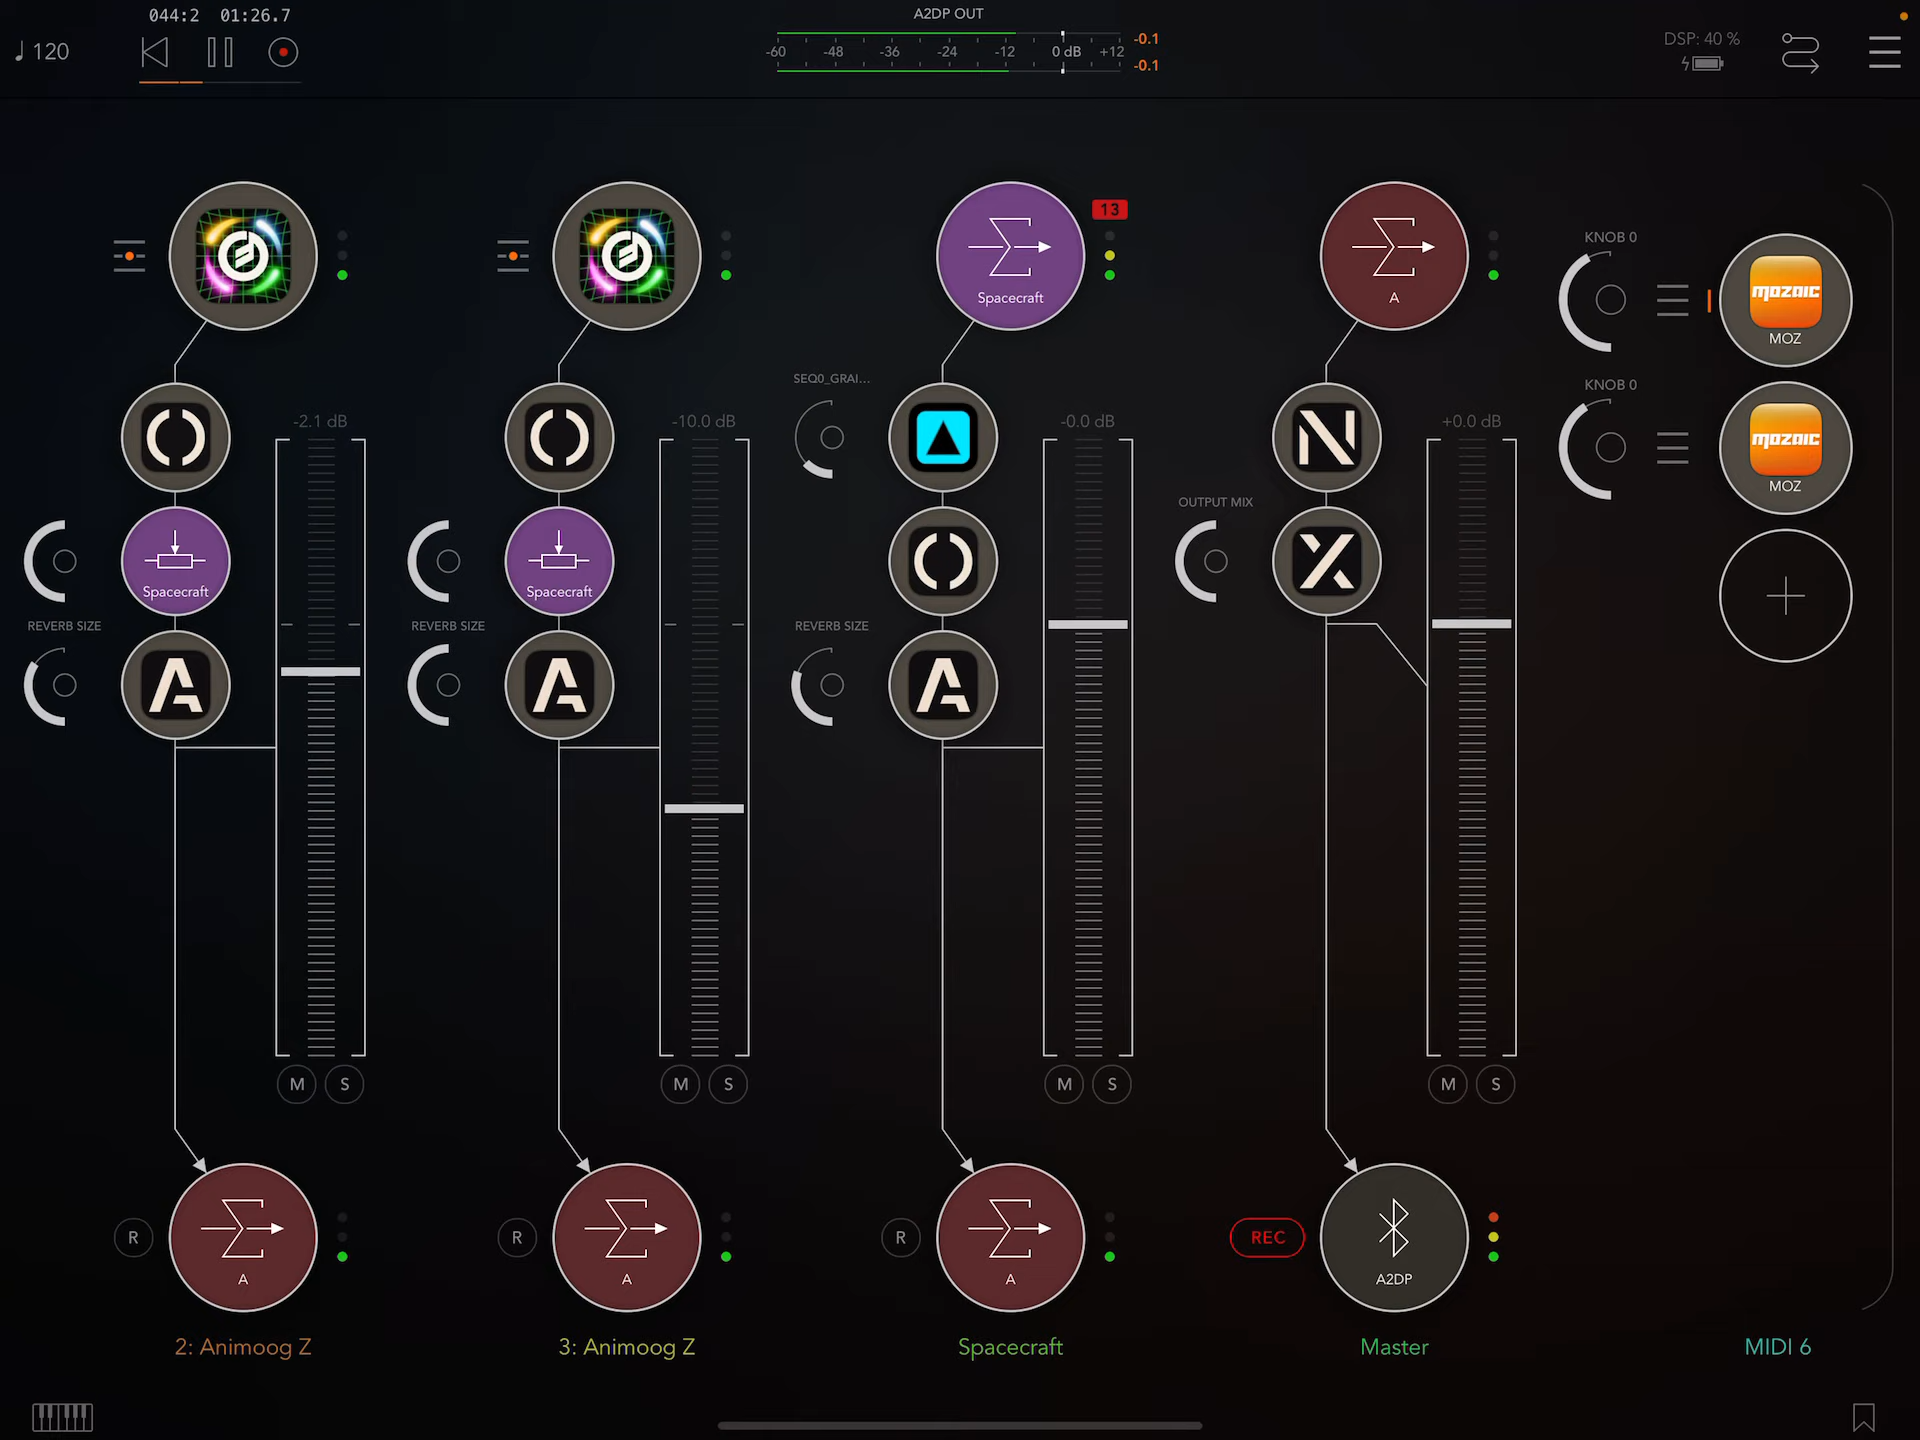 044:2 01:26.7
♩ 120
A2DP OUT
-60 -48 -36 -24 -12 0 dB +12
-0.1
-0.1
DSP: 40 %
Spacecraft
13
A
KNOB 0
mozaic
MOZ
KNOB 0
mozaic
MOZ
SEQ0_GRAI...
-2.1 dB
-10.0 dB
-0.0 dB
+0.0 dB
OUTPUT MIX
Spacecraft
Spacecraft
REVERB SIZE
REVERB SIZE
REVERB SIZE
M S
M S
M S
M S
R
A
R
A
R
A
REC
A2DP
2: Animoog Z
3: Animoog Z
Spacecraft
Master
MIDI 6